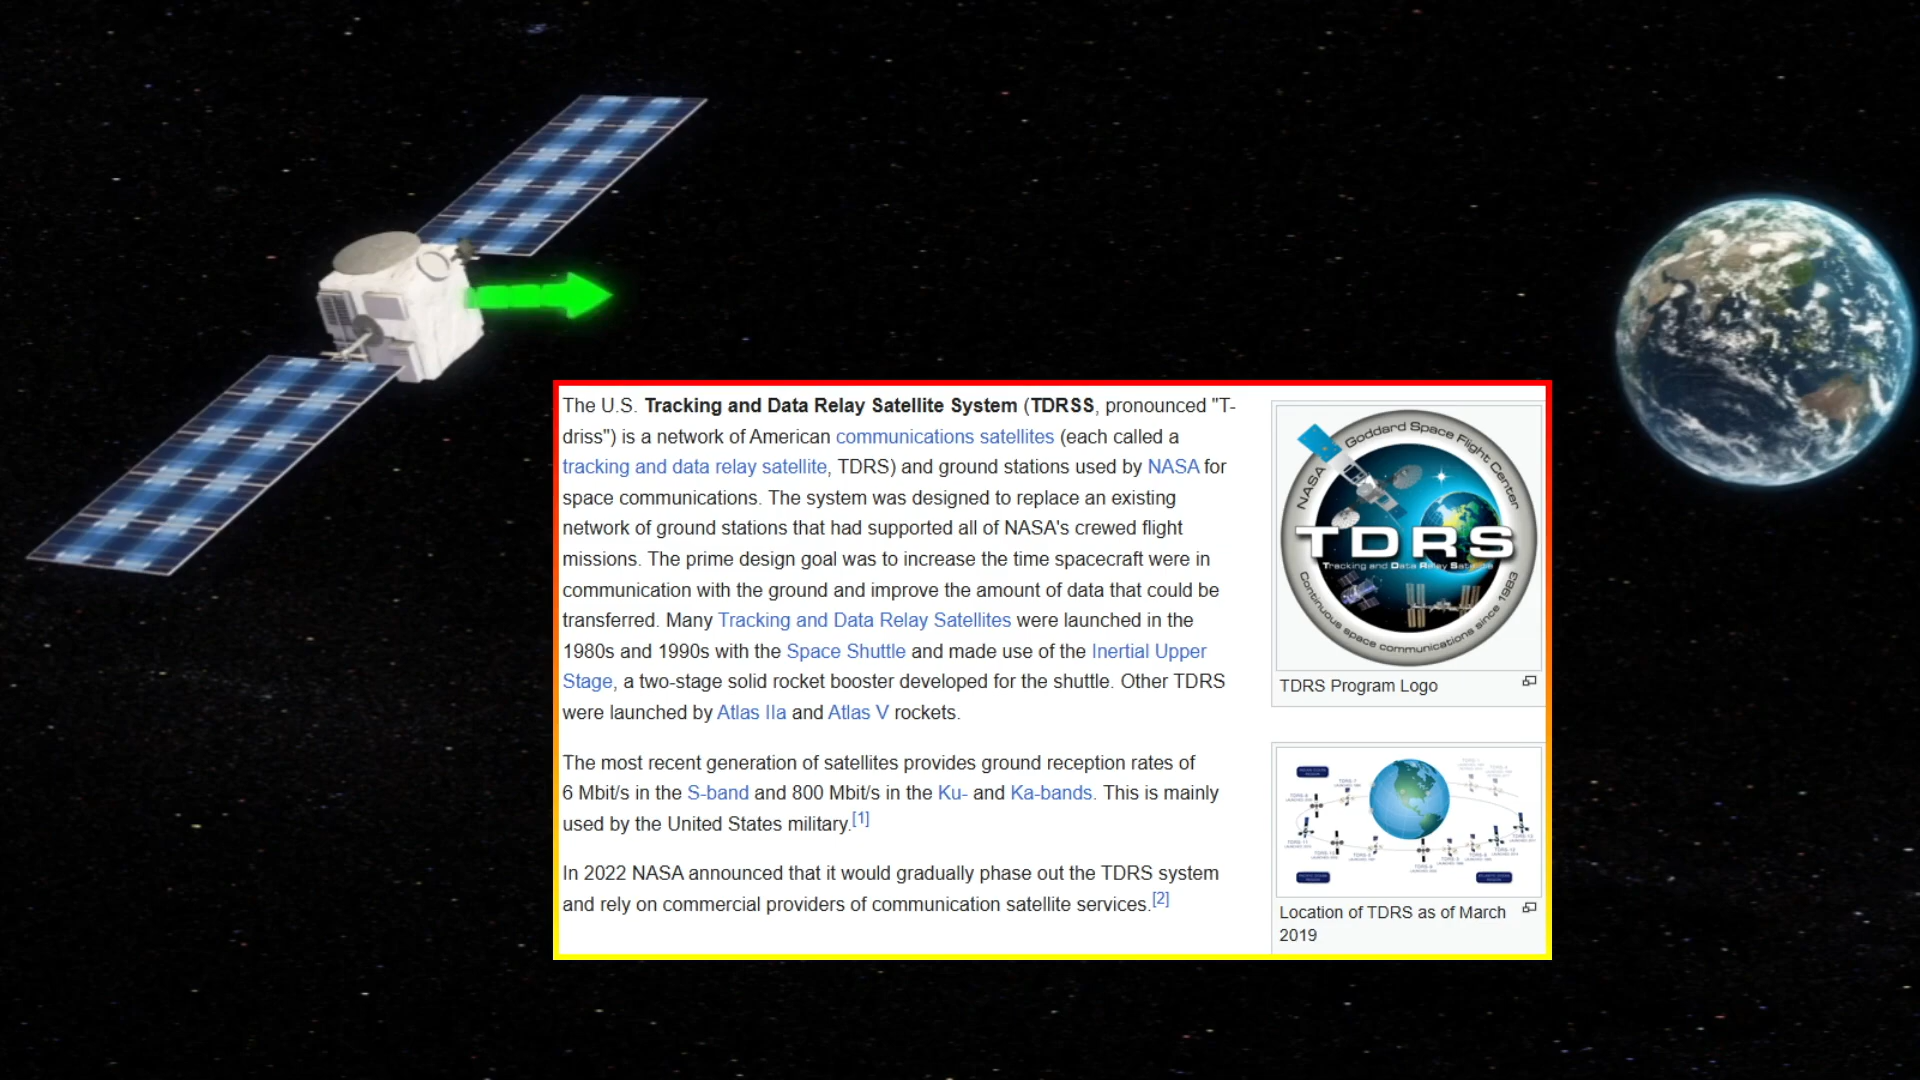 The U.S. Tracking and Data Relay Satellite System (TDRSS, pronounced "T-
driss") is a network of American communications satellites (each called a
tracking and data relay satellite, TDRS) and ground stations used by NASA for
space communications. The system was designed to replace an existing
network of ground stations that had supported all of NASA's crewed flight
missions. The prime design goal was to increase the time spacecraft were in
communication with the ground and improve the amount of data that could be
transferred. Many Tracking and Data Relay Satellites were launched in the
1980s and 1990s with the Space Shuttle and made use of the Inertial Upper
Stage, a two-stage solid rocket booster developed for the shuttle. Other TDRS
were launched by Atlas IIa and Atlas V rockets.
The most recent generation of satellites provides ground reception rates of
6 Mbit/s in the S-band and 800 Mbit/s in the Ku- and Ka-bands. This is mainly
used by the United States military.[1]
In 2022 NASA announced that it would gradually phase out the TDRS system
and rely on commercial providers of communication satellite services.[2]
NASA Goddard Space Flight Center
TDRS
Tracking and Data Relay Satellite
Continuous space communications since 1983
TDRS Program Logo
Location of TDRS as of March
2019